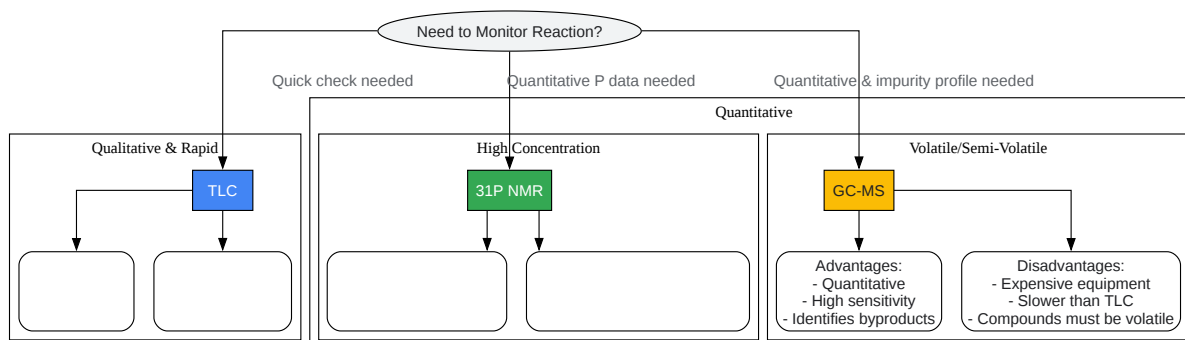 Need to Monitor Reaction?
Quick check needed
Quantitative P data needed
Quantitative & impurity profile needed
Quantitative
Qualitative & Rapid
High Concentration
Volatile/Semi-Volatile
TLC
31P NMR
GC-MS
Advantages:
- Quantitative
- High sensitivity
- Identifies byproducts
Disadvantages:
- Expensive equipment
- Slower than TLC
- Compounds must be volatile